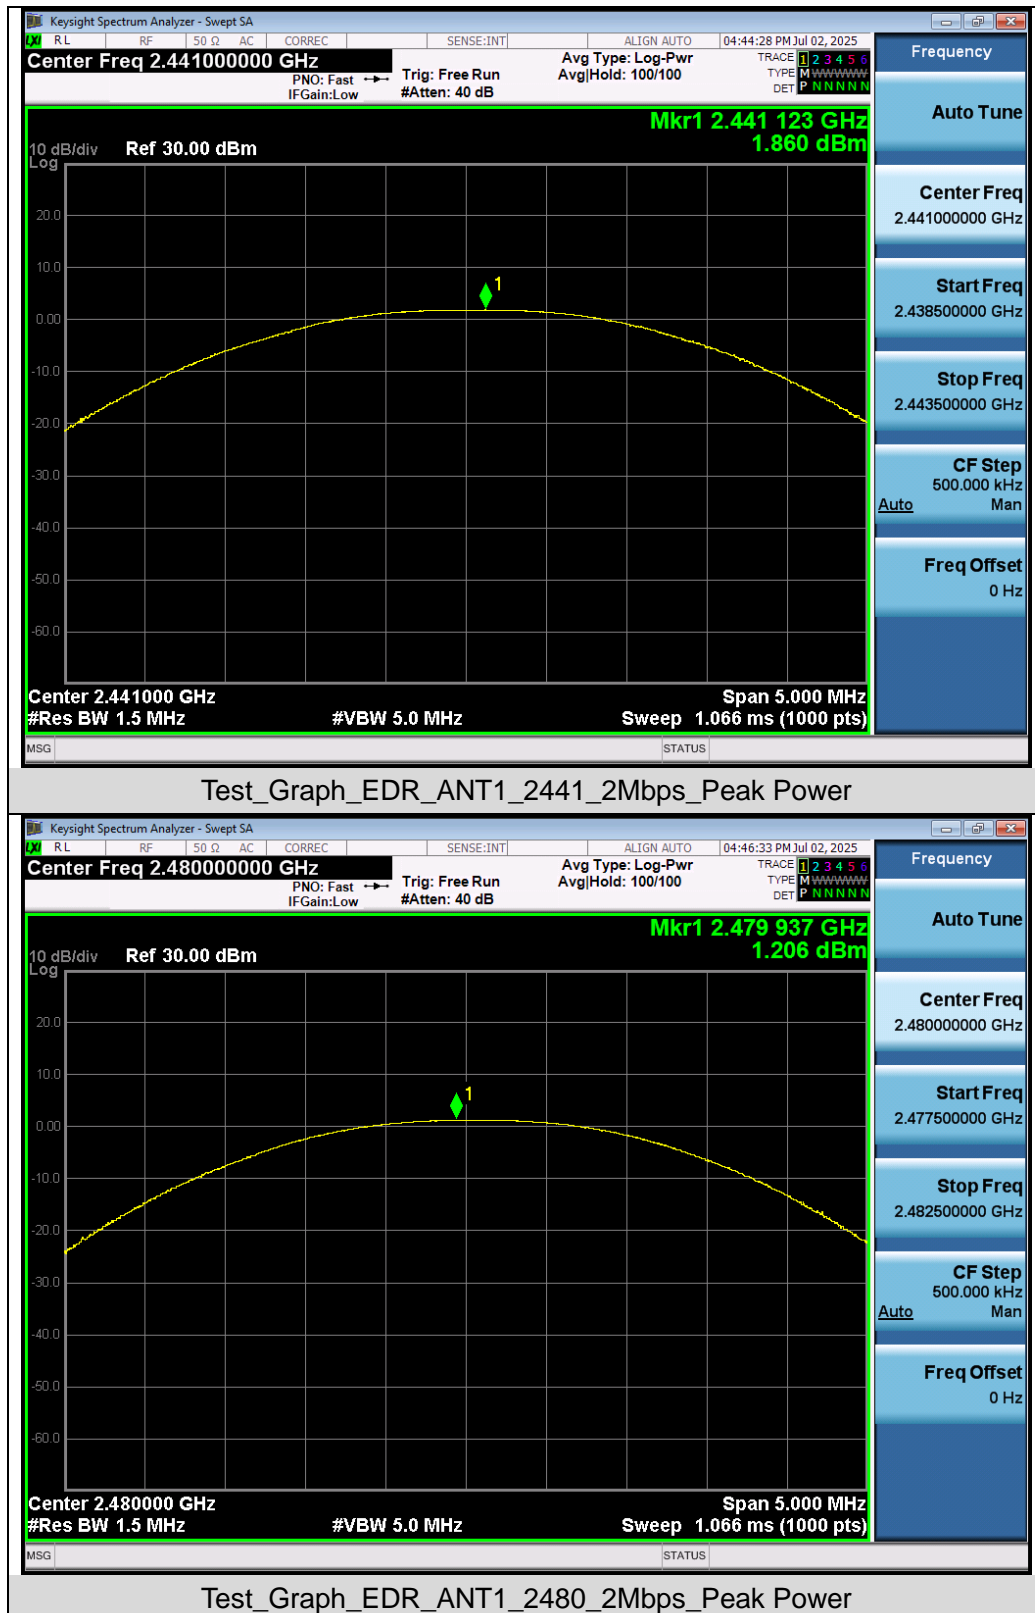 Keysight Spectrum Analyzer - Swept SA
LXI RL RF 50 Ω AC CORREC SENSE:INT ALIGN AUTO 04:44:28 PM Jul 02, 2025
Center Freq 2.441000000 GHz
Avg Type: Log-Pwr
TRACE 1 2 3 4 5 6
PNO: Fast Trig: Free Run Avg|Hold: 100/100 TYPE M W W W W W
IFGain:Low #Atten: 40 dB DET P N N N N N
Mkr1 2.441 123 GHz
1.860 dBm
10 dB/div Ref 30.00 dBm
Log
20.0
10.0
1
0.00
-10.0
-20.0
-30.0
-40.0
-50.0
-60.0
Center 2.441000 GHz Span 5.000 MHz
#Res BW 1.5 MHz #VBW 5.0 MHz Sweep 1.066 ms (1000 pts)
MSG STATUS
Frequency
Auto Tune
Center Freq
2.441000000 GHz
Start Freq
2.438500000 GHz
Stop Freq
2.443500000 GHz
CF Step
500.000 kHz
Auto Man
Freq Offset
0 Hz
Test_Graph_EDR_ANT1_2441_2Mbps_Peak Power
Keysight Spectrum Analyzer - Swept SA
LXI RL RF 50 Ω AC CORREC SENSE:INT ALIGN AUTO 04:46:33 PM Jul 02, 2025
Center Freq 2.480000000 GHz
Avg Type: Log-Pwr
TRACE 1 2 3 4 5 6
PNO: Fast Trig: Free Run Avg|Hold: 100/100 TYPE M W W W W W
IFGain:Low #Atten: 40 dB DET P N N N N N
Mkr1 2.479 937 GHz
1.206 dBm
10 dB/div Ref 30.00 dBm
Log
20.0
10.0
1
0.00
-10.0
-20.0
-30.0
-40.0
-50.0
-60.0
Center 2.480000 GHz Span 5.000 MHz
#Res BW 1.5 MHz #VBW 5.0 MHz Sweep 1.066 ms (1000 pts)
MSG STATUS
Frequency
Auto Tune
Center Freq
2.480000000 GHz
Start Freq
2.477500000 GHz
Stop Freq
2.482500000 GHz
CF Step
500.000 kHz
Auto Man
Freq Offset
0 Hz
Test_Graph_EDR_ANT1_2480_2Mbps_Peak Power